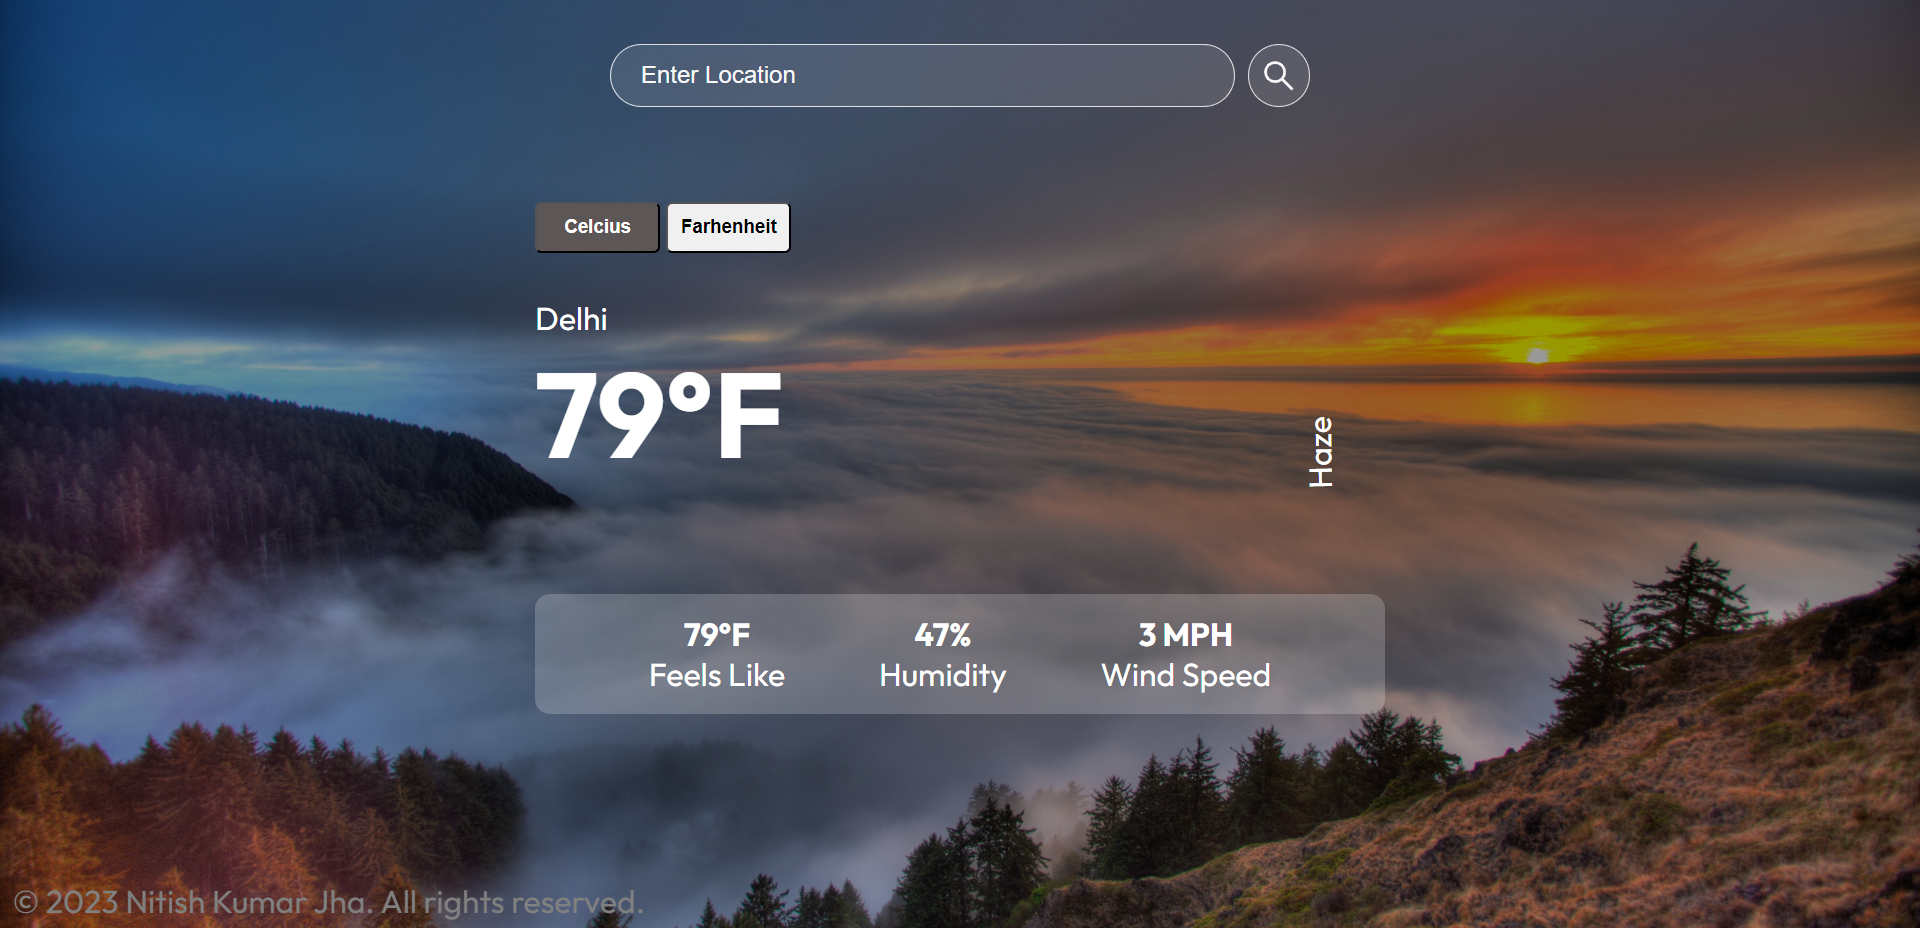 Enter Location
Celcius Farhenheit
Delhi
79°F
Haze
79°F 47% 3 MPH
Feels Like Humidity Wind Speed
© 2023 Nitish Kumar Jha. All rights reserved.